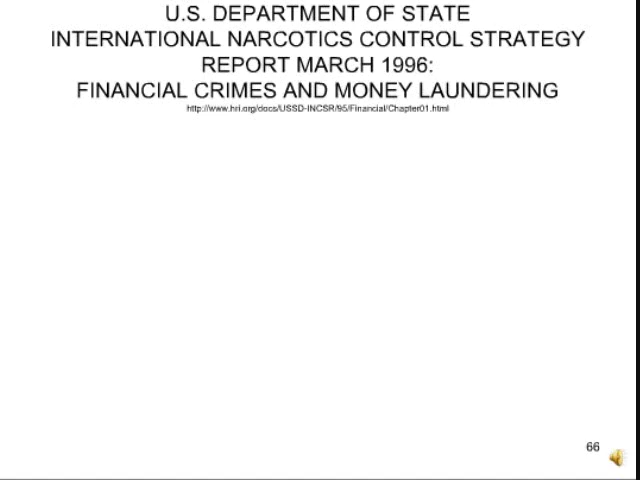 U.S. DEPARTMENT OF STATE
INTERNATIONAL NARCOTICS CONTROL STRATEGY
REPORT MARCH 1996:
FINANCIAL CRIMES AND MONEY LAUNDERING
http://www.hri.org/docs/USSD-INCSR/95/Financial/Chapter01.html
66